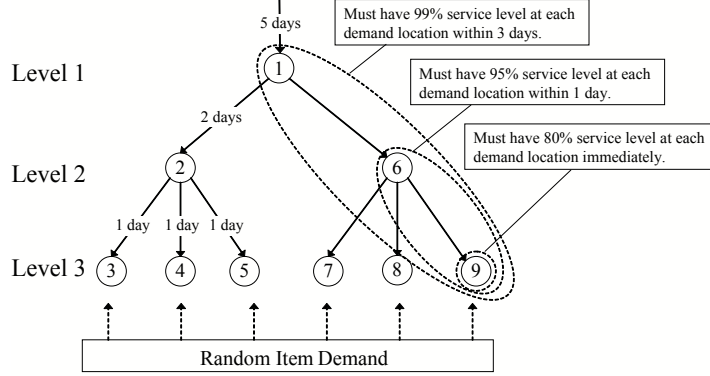 5 days
Must have 99% service level at each
demand location within 3 days.
Level 1
1
Must have 95% service level at each
demand location within 1 day.
2 days
Must have 80% service level at each
demand location immediately.
Level 2
2
6
1 day
1 day
1 day
Level 3
3
4
5
7
8
9
Random Item Demand